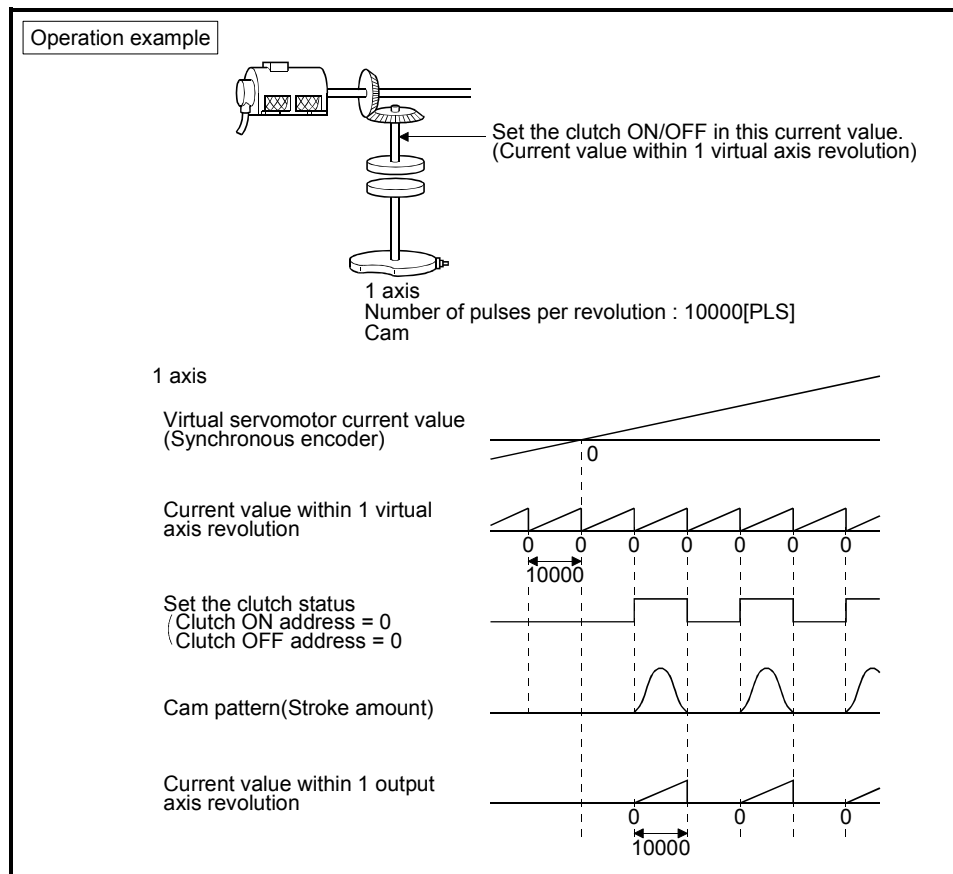 Operation example
Set the clutch ON/OFF in this current value.
(Current value within 1 virtual axis revolution)
1 axis
Number of pulses per revolution : 10000[PLS]
Cam
1 axis
Virtual servomotor current value
(Synchronous encoder)
0
Current value within 1 virtual
axis revolution
0 0 0 0 0 0 0
10000
Set the clutch status
Clutch ON address = 0
Clutch OFF address = 0
Cam pattern(Stroke amount)
Current value within 1 output
axis revolution
0 0 0
10000